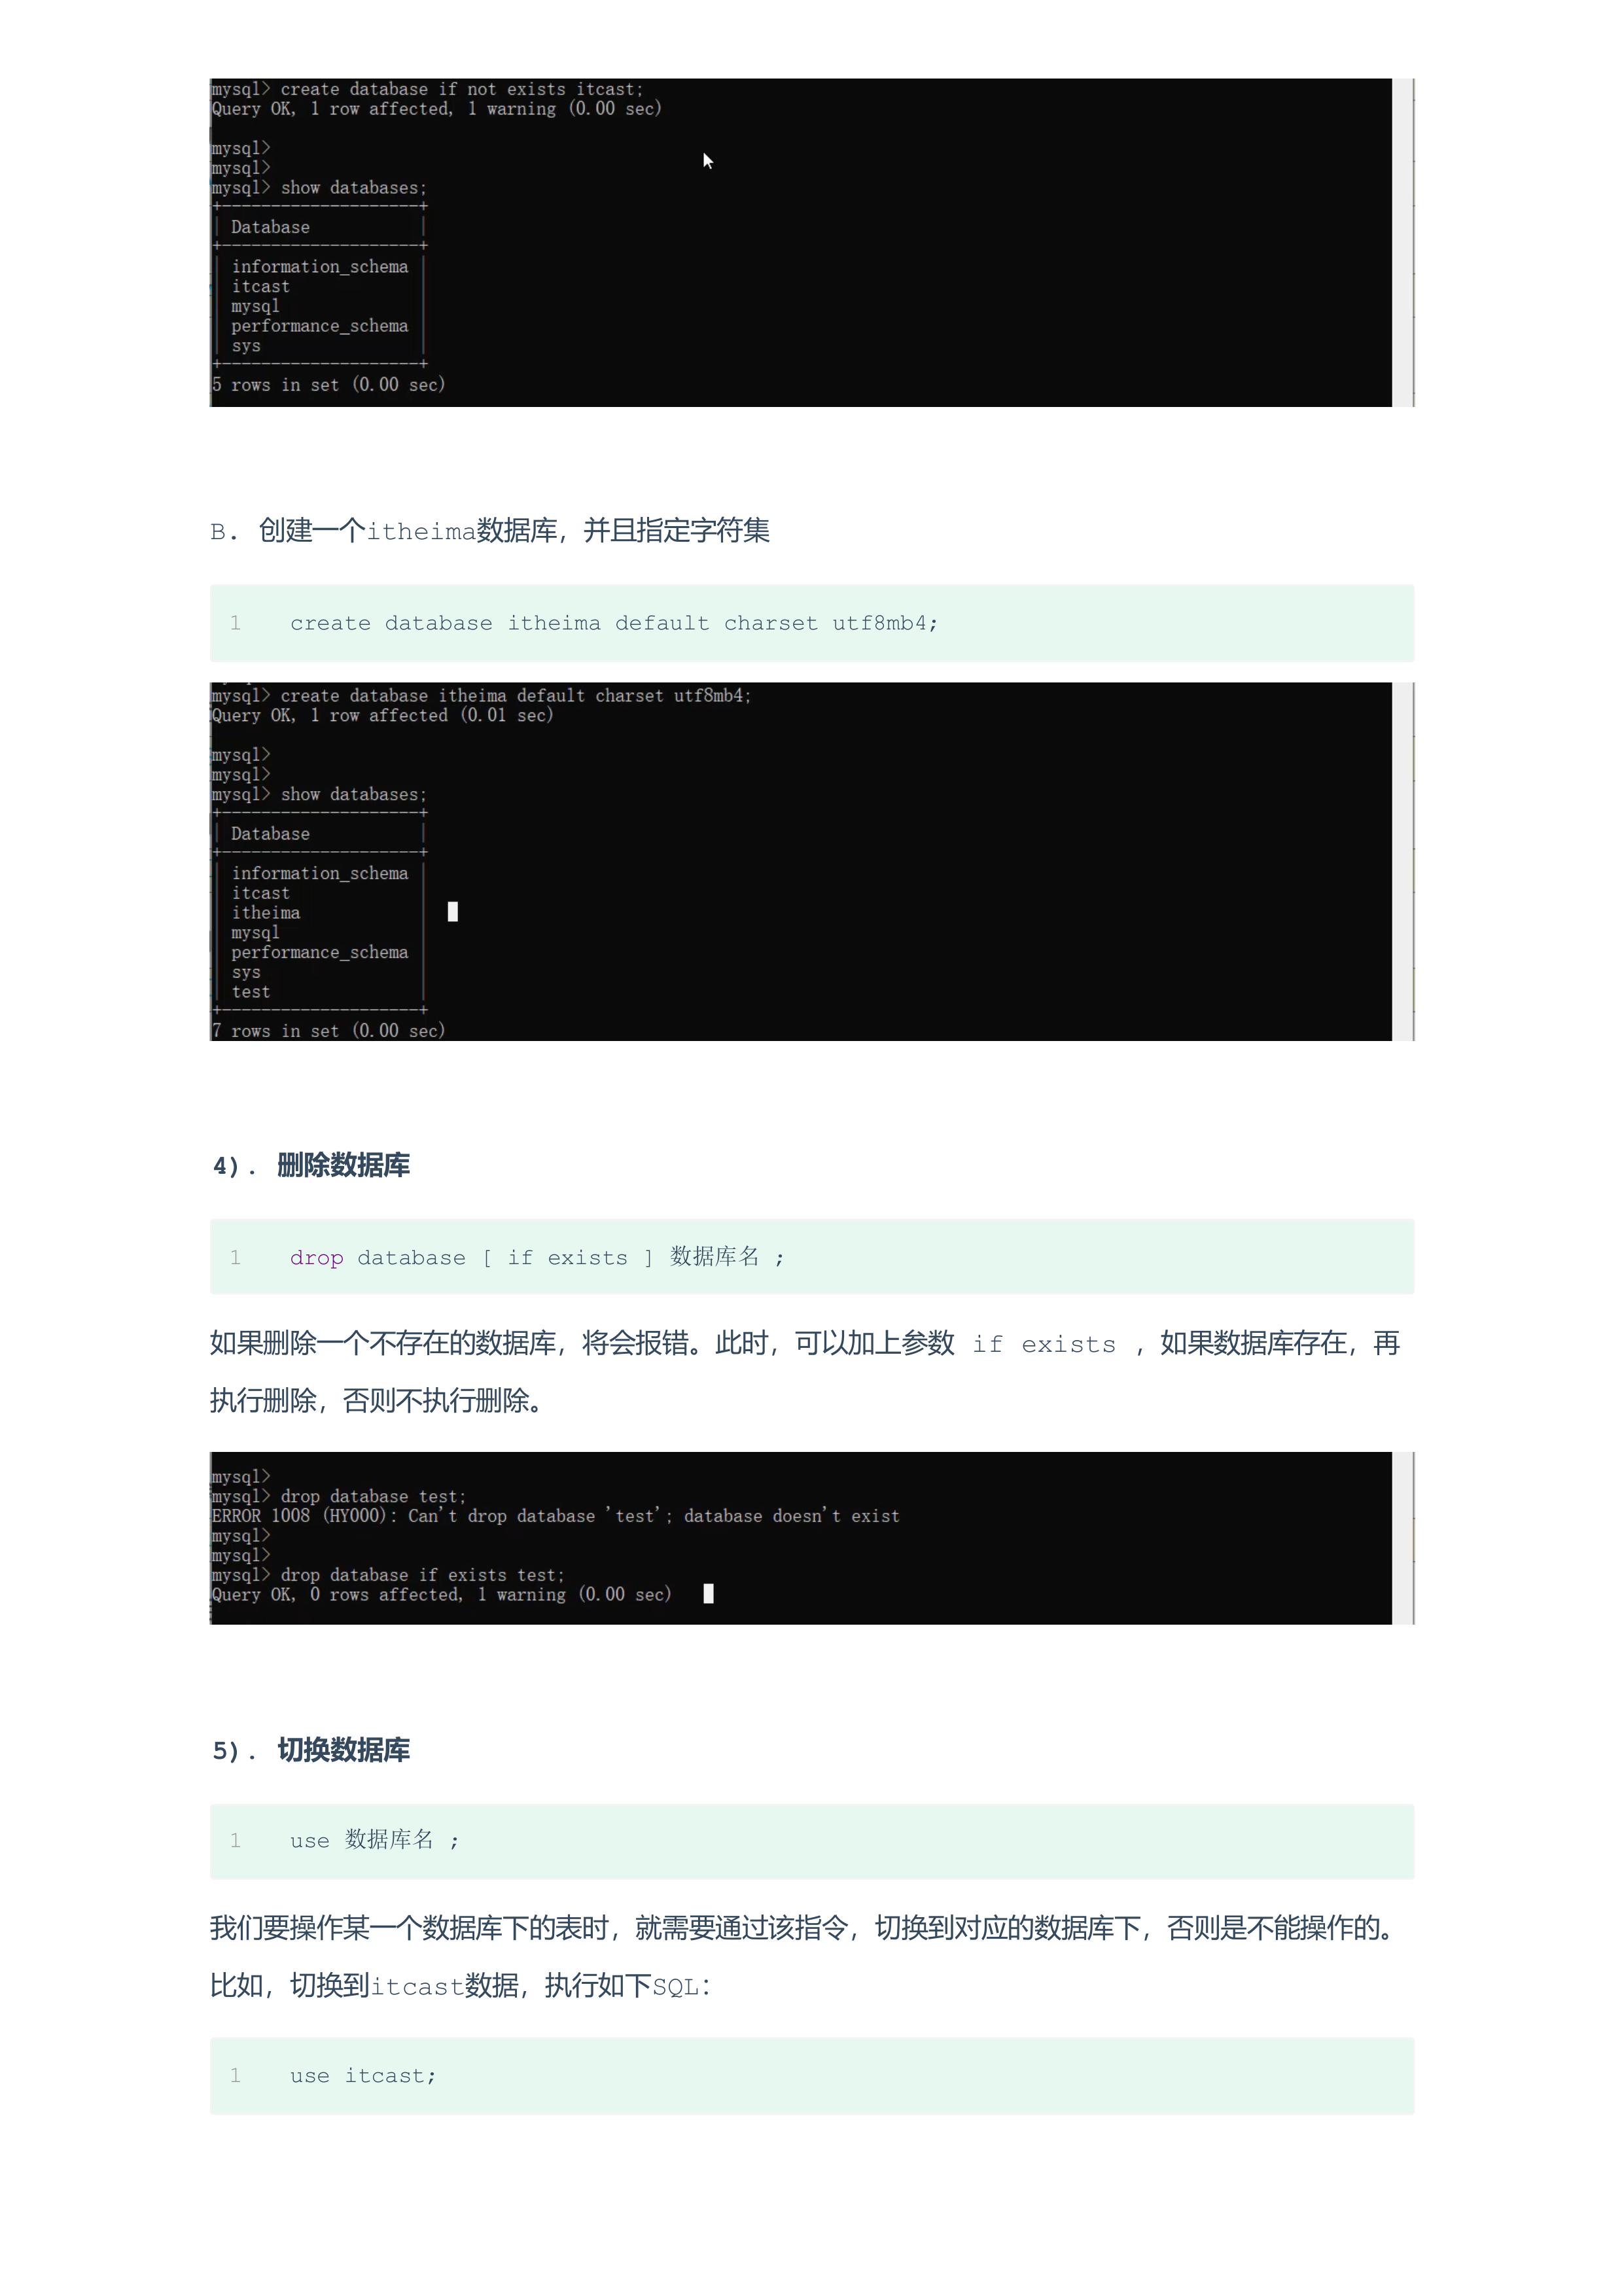 mysql> create database if not exists itcast;
Query OK, 1 row affected, 1 warning (0.00 sec)
mysql>
mysql>
mysql> show databases;
+--------------------+
| Database           |
+--------------------+
| information_schema |
| itcast             |
| mysql              |
| performance_schema |
| sys                |
+--------------------+
5 rows in set (0.00 sec)
B. 创建一个itheima数据库，并且指定字符集
1 create database itheima default charset utf8mb4;
mysql> create database itheima default charset utf8mb4;
Query OK, 1 row affected (0.01 sec)
mysql>
mysql>
mysql> show databases;
+--------------------+
| Database           |
+--------------------+
| information_schema |
| itcast             |
| itheima            |
| mysql              |
| performance_schema |
| sys                |
| test               |
+--------------------+
7 rows in set (0.00 sec)
4). 删除数据库
1 drop database [ if exists ] 数据库名 ;
如果删除一个不存在的数据库，将会报错。此时，可以加上参数 if exists ，如果数据库存在，再
执行删除，否则不执行删除。
mysql>
mysql> drop database test;
ERROR 1008 (HY000): Can't drop database 'test'; database doesn't exist
mysql>
mysql>
mysql> drop database if exists test;
Query OK, 0 rows affected, 1 warning (0.00 sec)
5). 切换数据库
1 use 数据库名 ;
我们要操作某一个数据库下的表时，就需要通过该指令，切换到对应的数据库下，否则是不能操作的。
比如，切换到itcast数据，执行如下SQL：
1 use itcast;